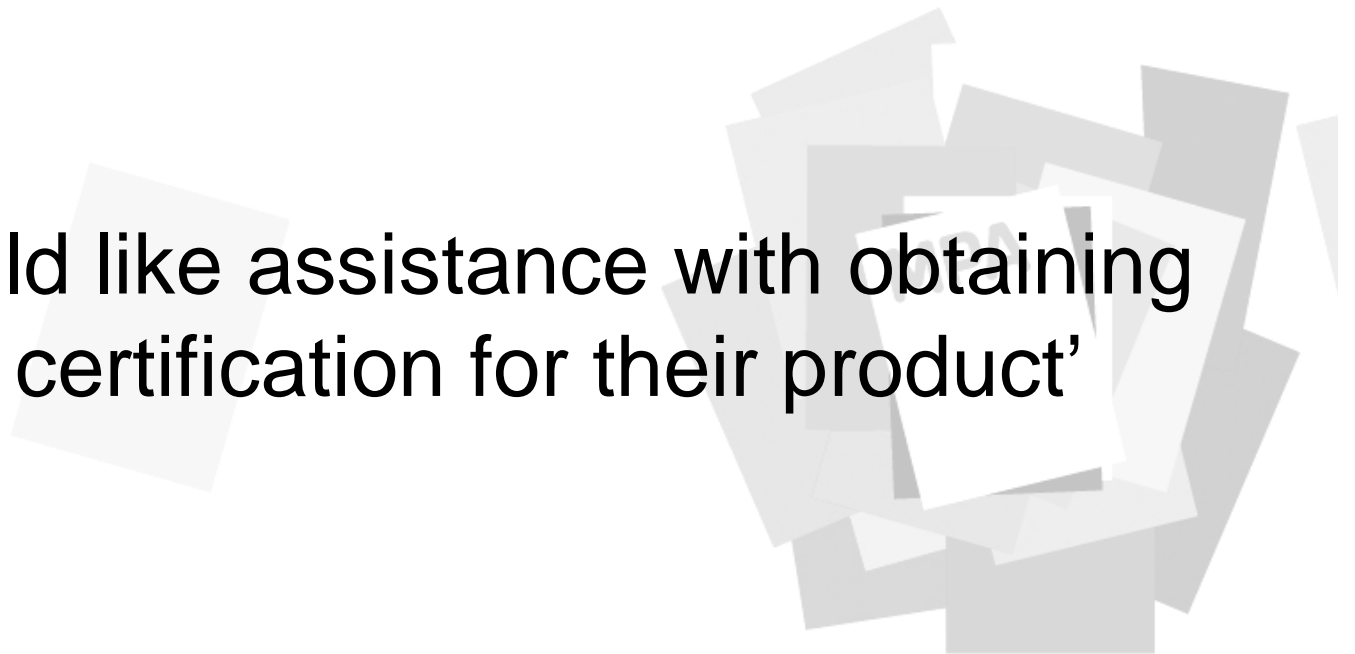 ld like assistance with obtaining
certification for their product’